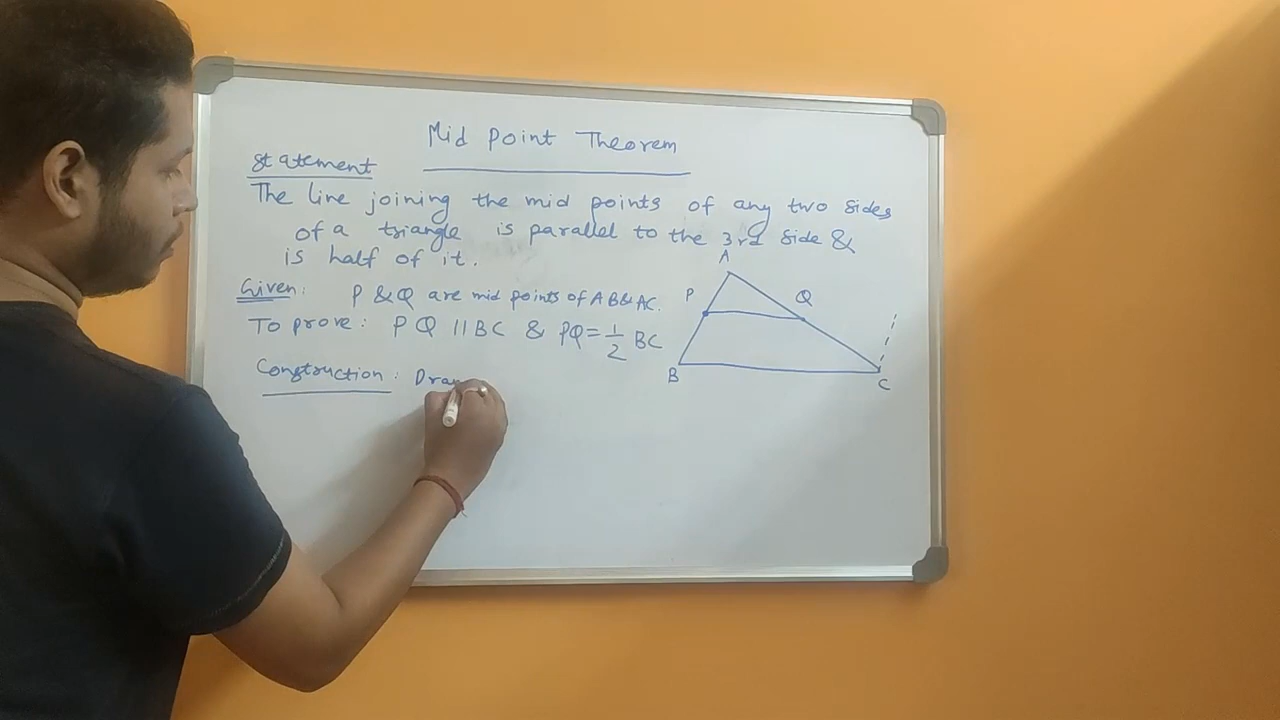 Mid Point Theorem
Statement
The line joining the mid points of any two sides
of a triangle is parallel to the 3rd side &
is half of it.
Given: P & Q are mid points of AB & AC.
To prove: PQ || BC & PQ = 1/2 BC
Construction: Draw
A
P
Q
B
C